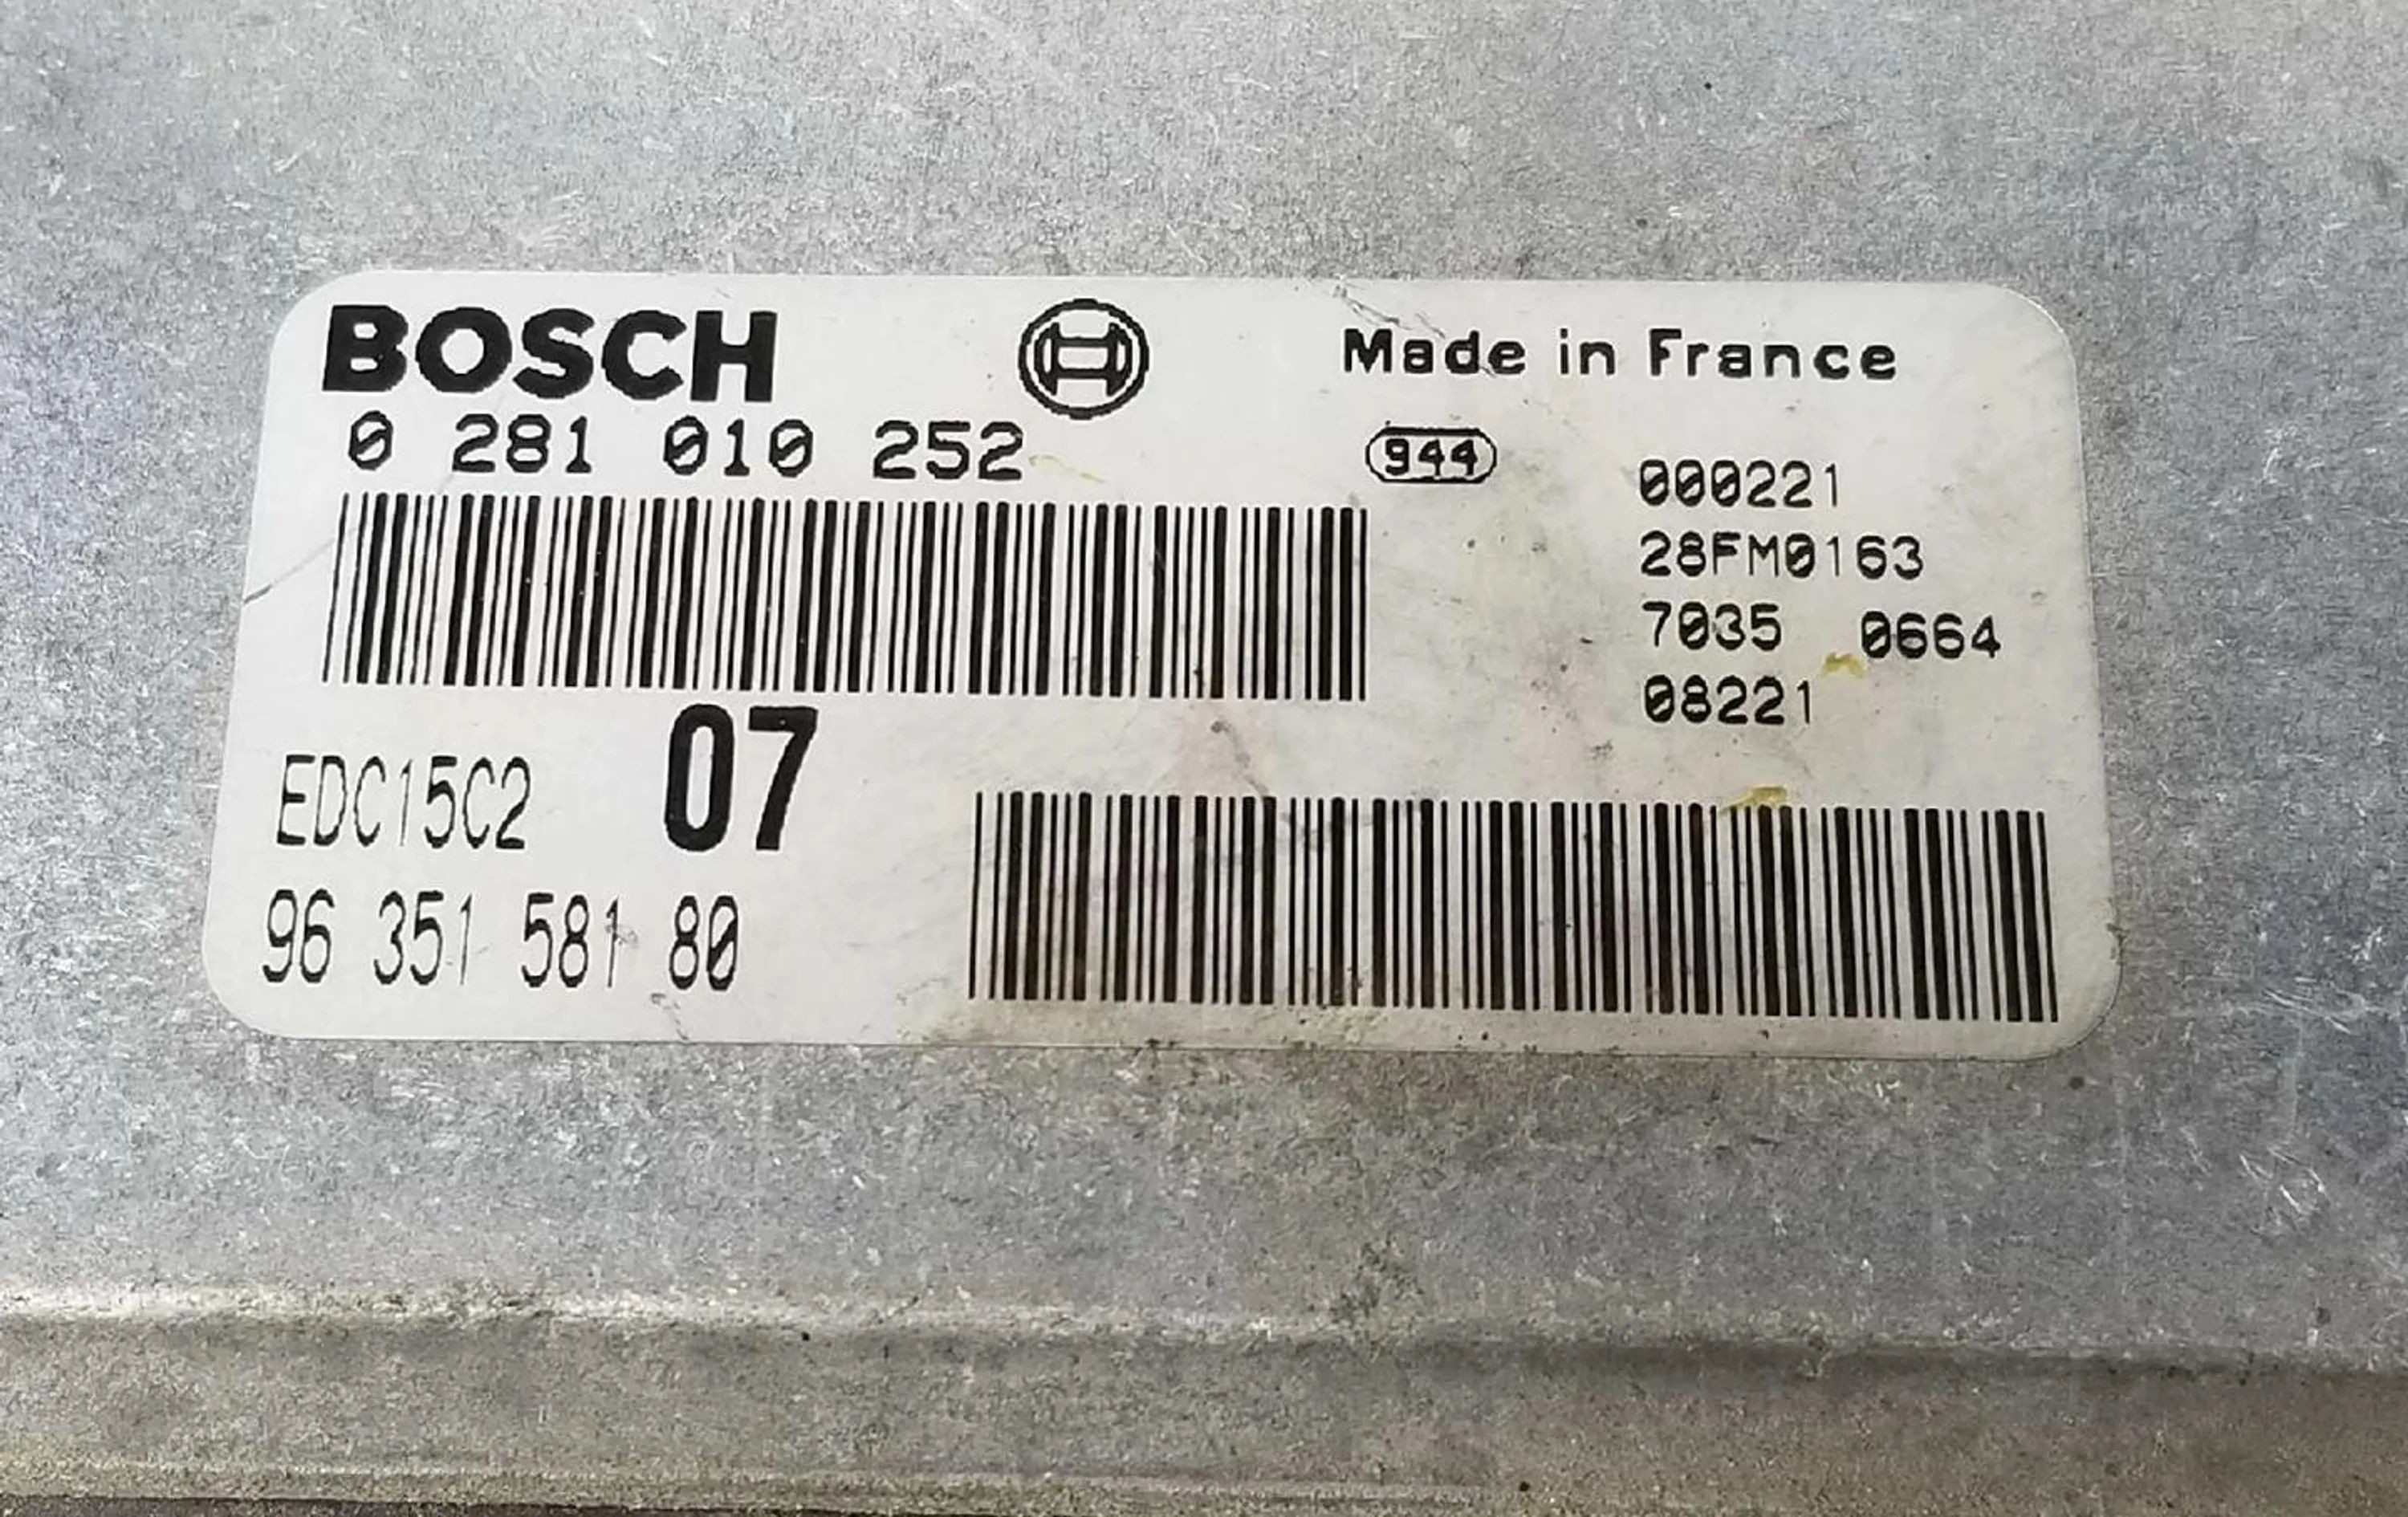 BOSCH Made in France
0 281 010 252 944
000221
28FM0163
7035 0664
08221
EDC15C2 07
96 351 581 80